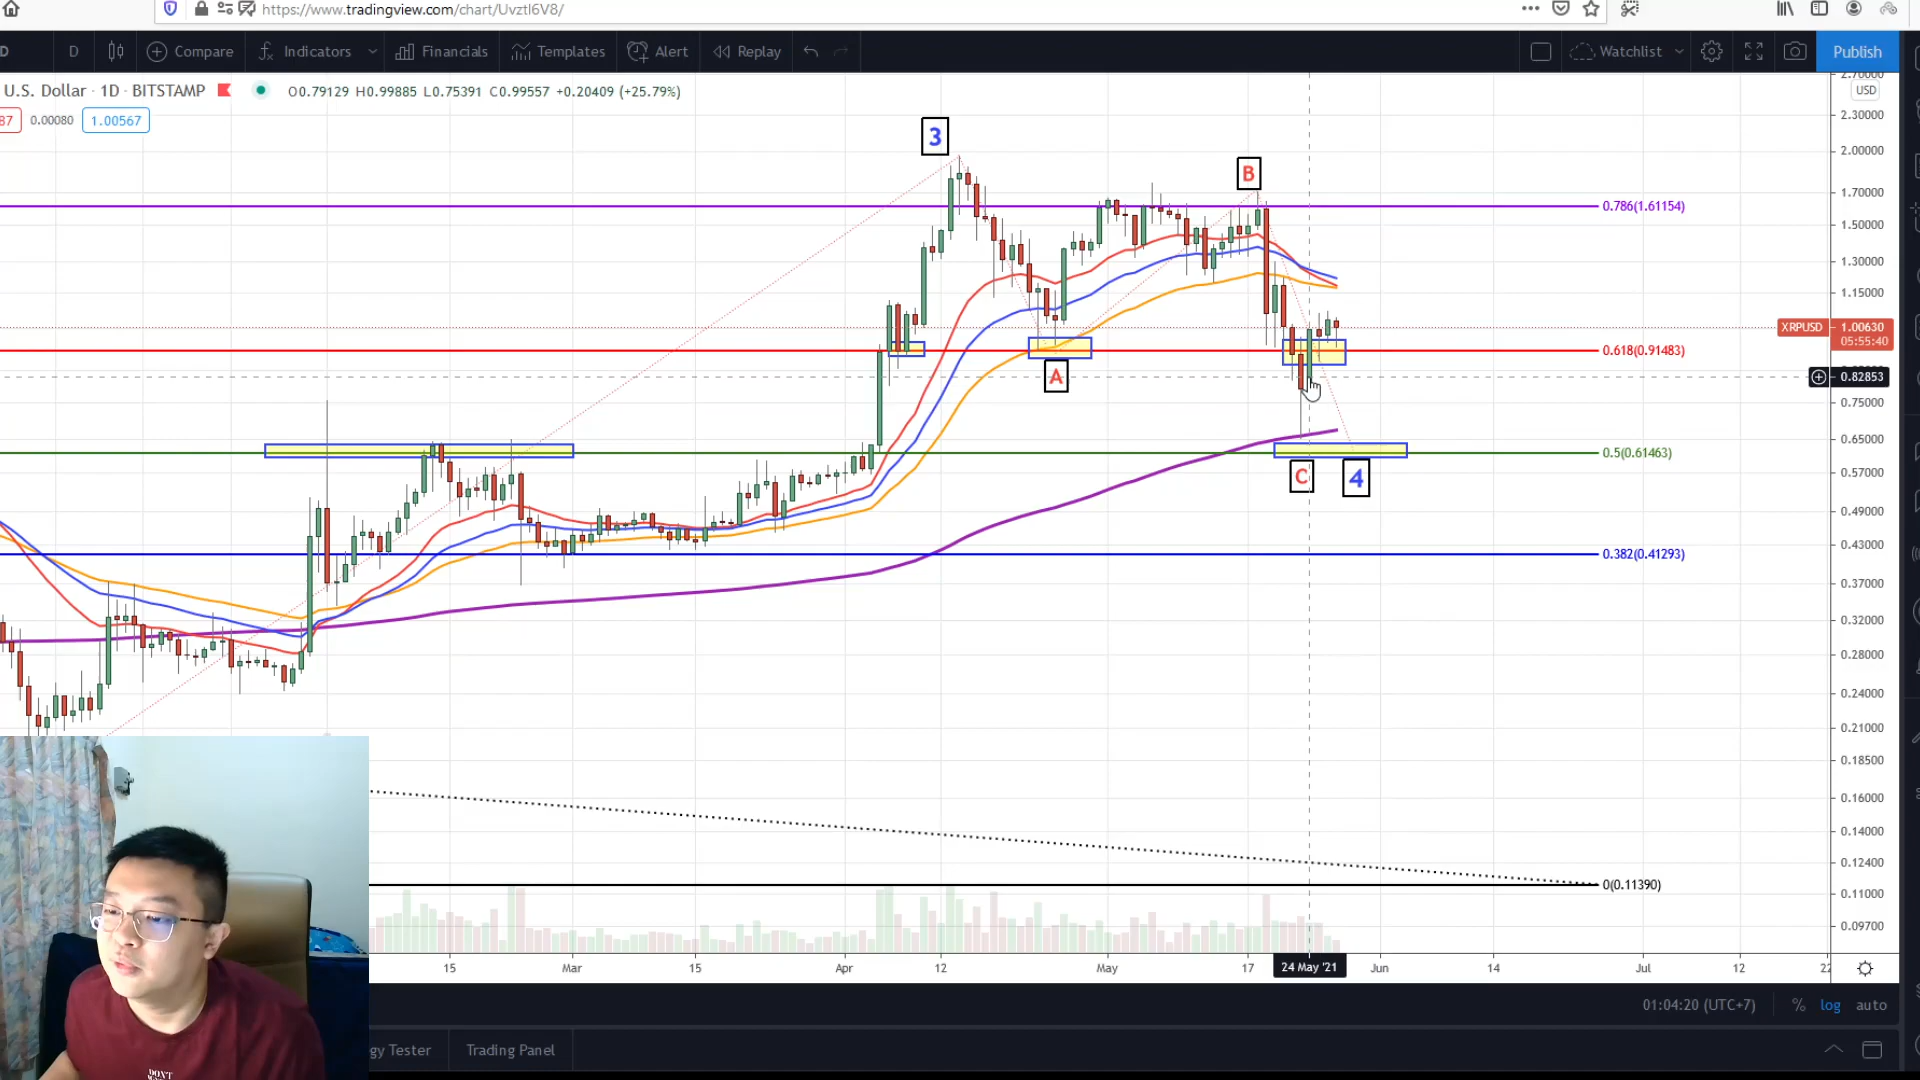 https://www.tradingview.com/chart/Uvztl6V8/
D Compare Indicators Financials Templates Alert Replay Watchlist Publish
U.S. Dollar · 1D · BITSTAMP O0.79129 H0.99885 L0.75391 C0.99557 +0.20409 (+25.79%)
87 0.00080 1.00567
USD
2.70000
2.30000
2.00000
1.70000
1.50000
1.30000
1.15000
XRPUSD 1.00630
05:55:40
0.82853
0.75000
0.65000
0.57000
0.49000
0.43000
0.37000
0.32000
0.28000
0.24000
0.21000
0.18500
0.16000
0.14000
0.12400
0.11000
0.09700
3
B
A
C
4
0.786(1.61154)
0.618(0.91483)
0.5(0.61463)
0.382(0.41293)
0(0.11390)
15 Mar 15 Apr 12 May 17 24 May '21 Jun 14 Jul 12 22
01:04:20 (UTC+7) % log auto
gy Tester Trading Panel
DON'T